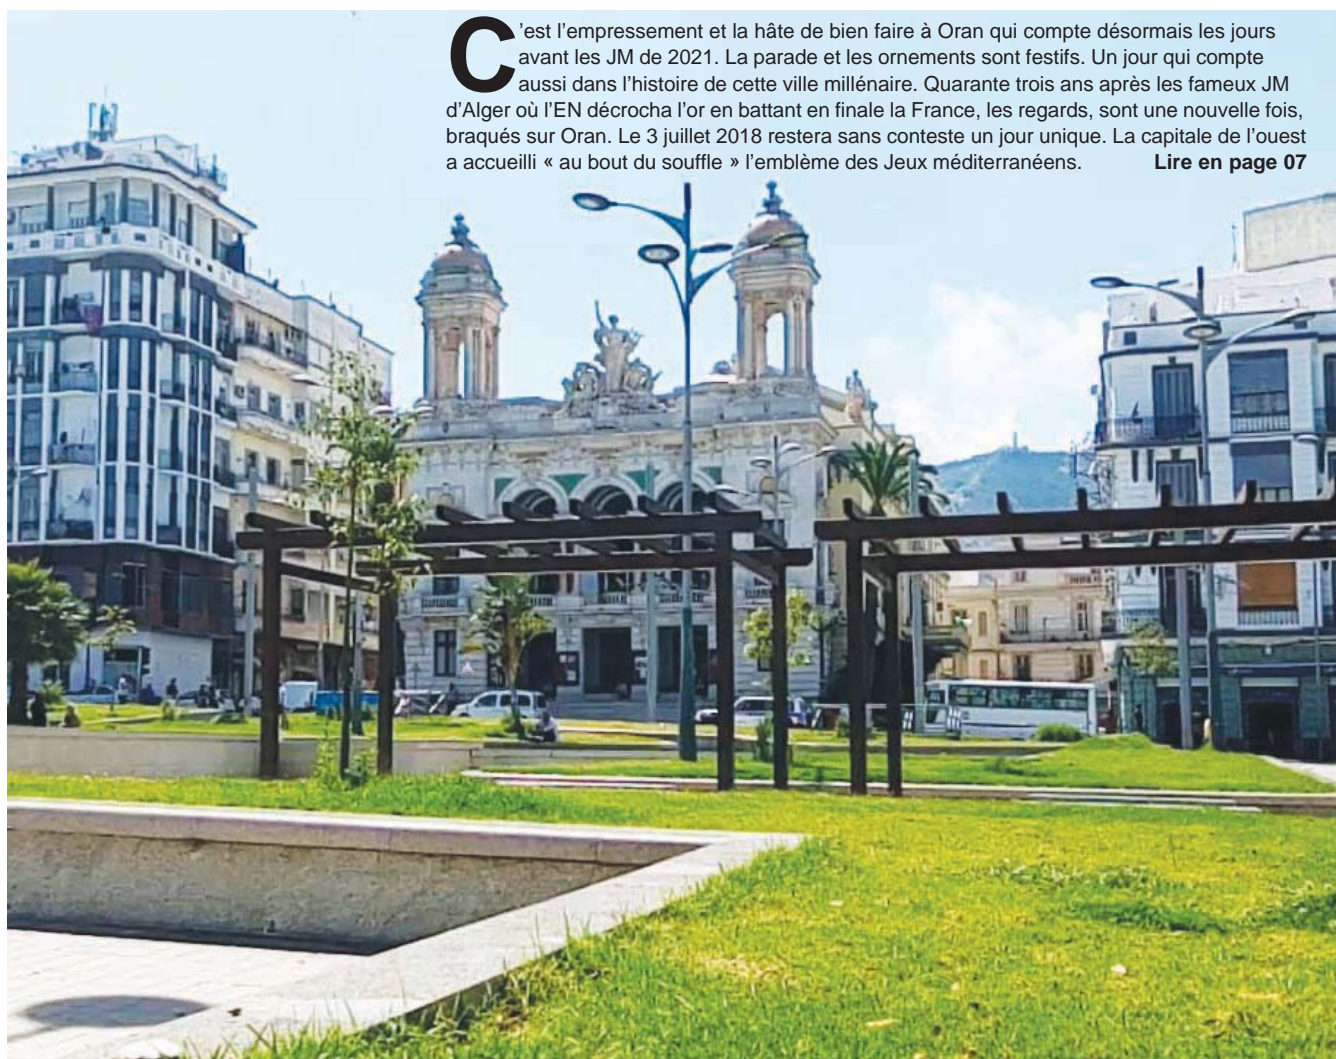 C’est l’empressement et la hâte de bien faire à Oran qui compte désormais les jours
avant les JM de 2021. La parade et les ornements sont festifs. Un jour qui compte
aussi dans l’histoire de cette ville millénaire. Quarante trois ans après les fameux JM
d’Alger où l’EN décrocha l’or en battant en finale la France, les regards, sont une nouvelle fois,
braqués sur Oran. Le 3 juillet 2018 restera sans conteste un jour unique. La capitale de l’ouest
a accueilli « au bout du souffle » l’emblème des Jeux méditerranéens. Lire en page 07